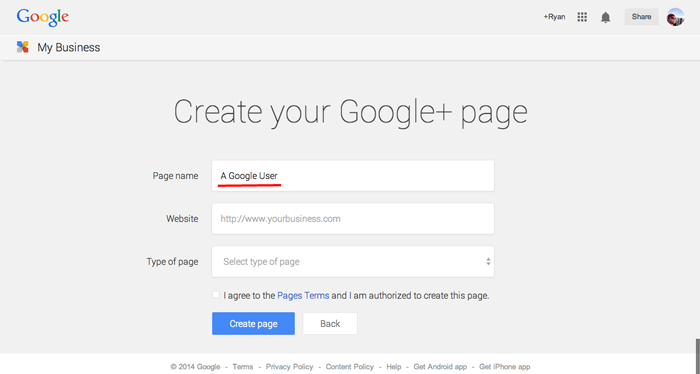 Google
+Ryan
Share
My Business
Create your Google+ page
Page name
A Google User
Website
http://www.yourbusiness.com
Type of page
Select type of page
I agree to the Pages Terms and I am authorized to create this page.
Create page
Back
© 2014 Google - Terms - Privacy Policy - Content Policy - Help - Get Android app - Get iPhone app